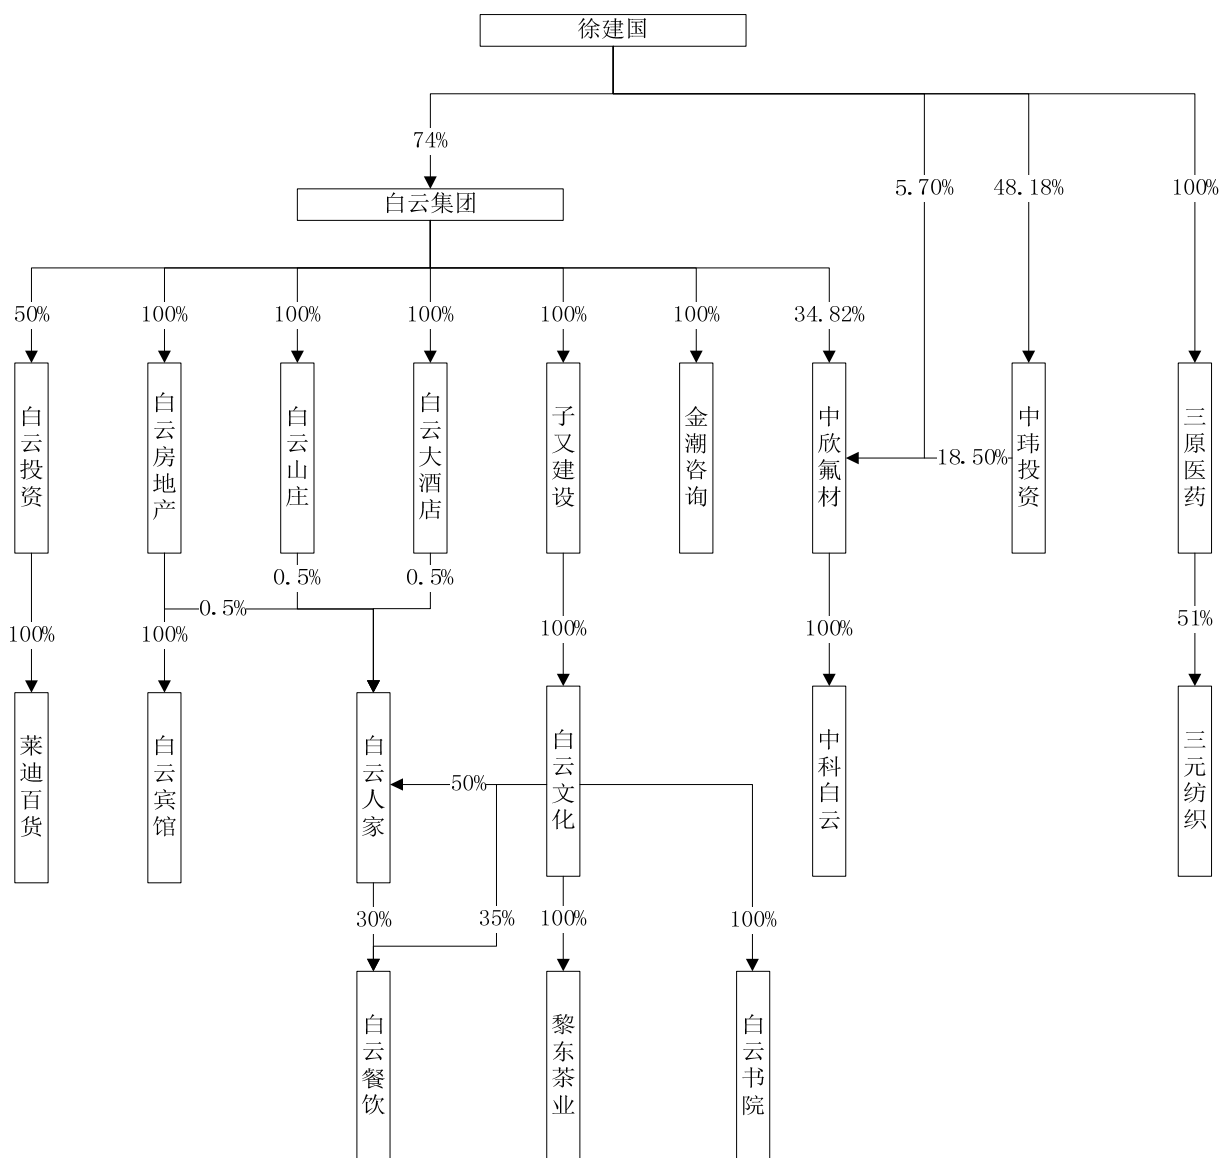 徐建国
74%
5.70%
48.18%
100%
白云集团
50%
100%
100%
100%
100%
100%
34.82%
白云投资
白云房地产
白云山庄
白云大酒店
子又建设
金潮咨询
中欣氟材
18.50%
中玮投资
三原医药
0.5%
0.5%
0.5%
100%
100%
100%
100%
51%
莱迪百货
白云宾馆
白云人家
50%
白云文化
中科白云
三元纺织
30%
35%
100%
100%
白云餐饮
黎东茶业
白云书院